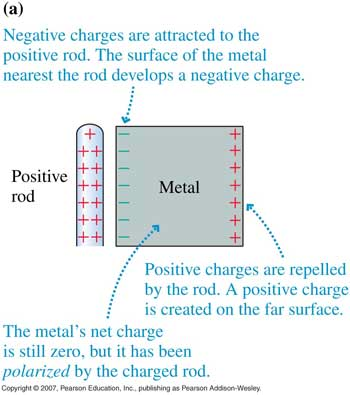 (a)
Negative charges are attracted to the
positive rod. The surface of the metal
nearest the rod develops a negative charge.
Positive
rod
Metal
Positive charges are repelled
by the rod. A positive charge
is created on the far surface.
The metal's net charge
is still zero, but it has been
polarized by the charged rod.
Copyright © 2007, Pearson Education, Inc., publishing as Pearson Addison-Wesley.